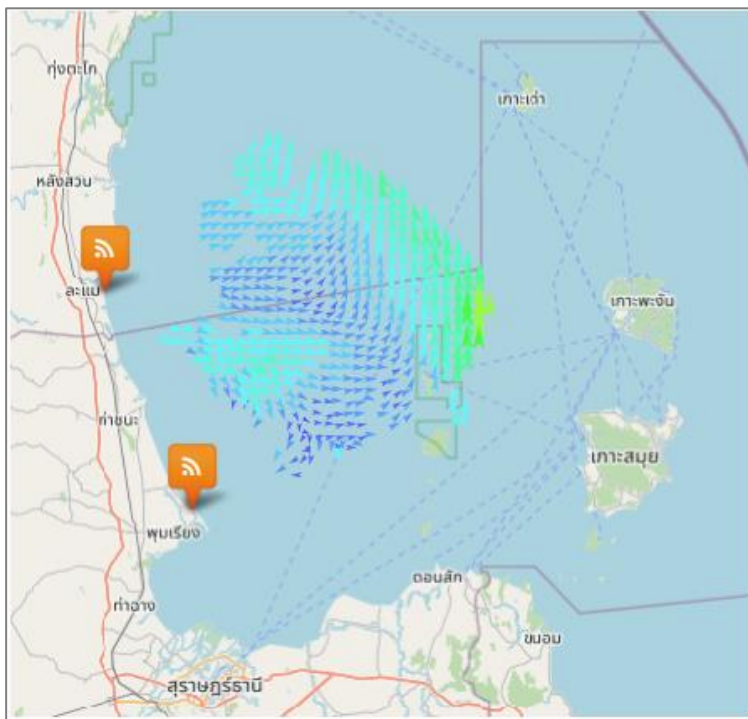 ทุ่งตะโก
เกาะเต่า
หลังสวน
ละแม
เกาะพะงัน
ท่าชนะ
เกาะสมุย
พุมเรียง
ดอนสัก
ท่าฉาง
ขนอม
สุราษฎร์ธานี